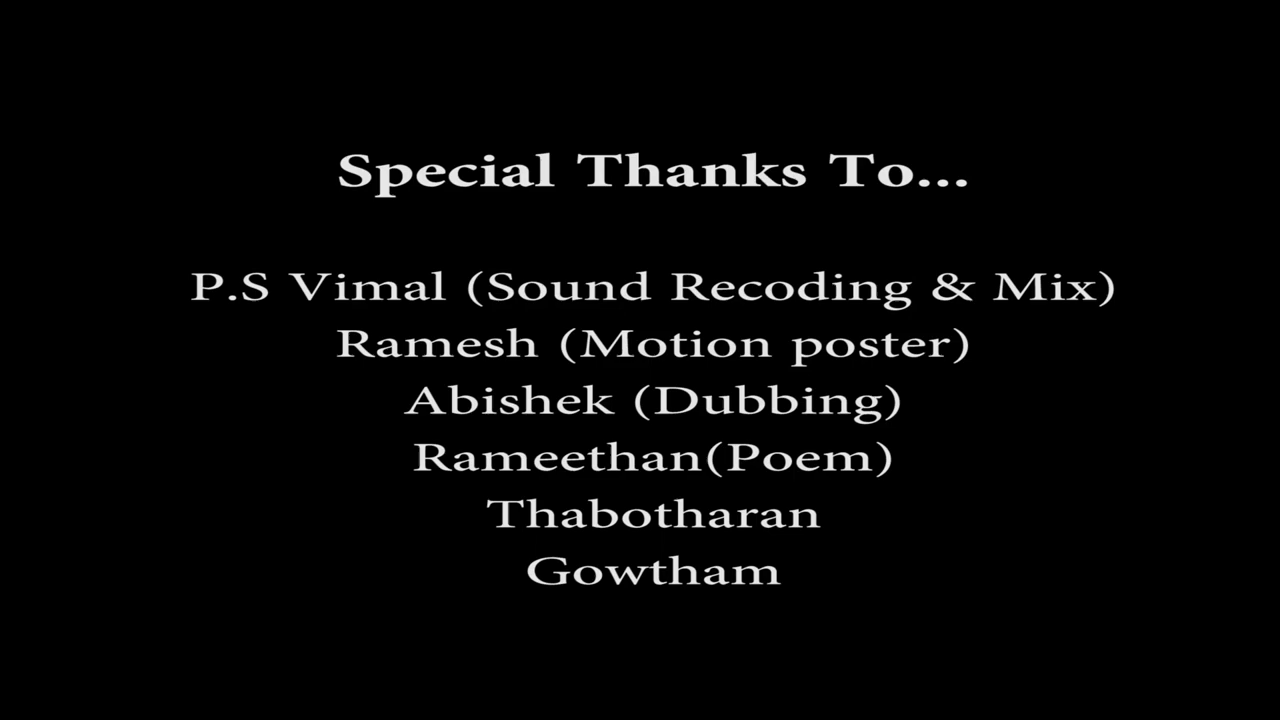 Special Thanks To...
P.S Vimal (Sound Recoding & Mix)
Ramesh (Motion poster)
Abishek (Dubbing)
Rameethan(Poem)
Thabotharan
Gowtham